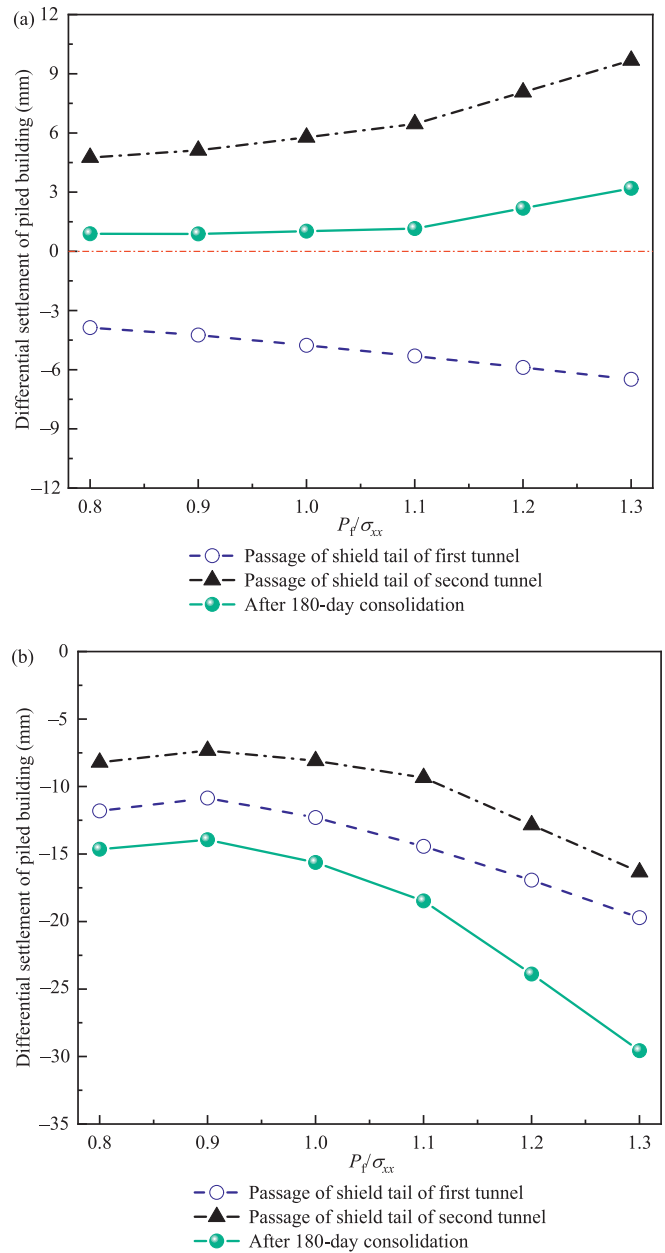 (a)
12
9
6
3
0
−3
−6
−9
−12
Differential settlement of piled building (mm)
0.8 0.9 1.0 1.1 1.2 1.3
Pf/σxx
Passage of shield tail of first tunnel
Passage of shield tail of second tunnel
After 180-day consolidation
(b)
0
−5
−10
−15
−20
−25
−30
−35
Differential settlement of piled building (mm)
0.8 0.9 1.0 1.1 1.2 1.3
Pf/σxx
Passage of shield tail of first tunnel
Passage of shield tail of second tunnel
After 180-day consolidation